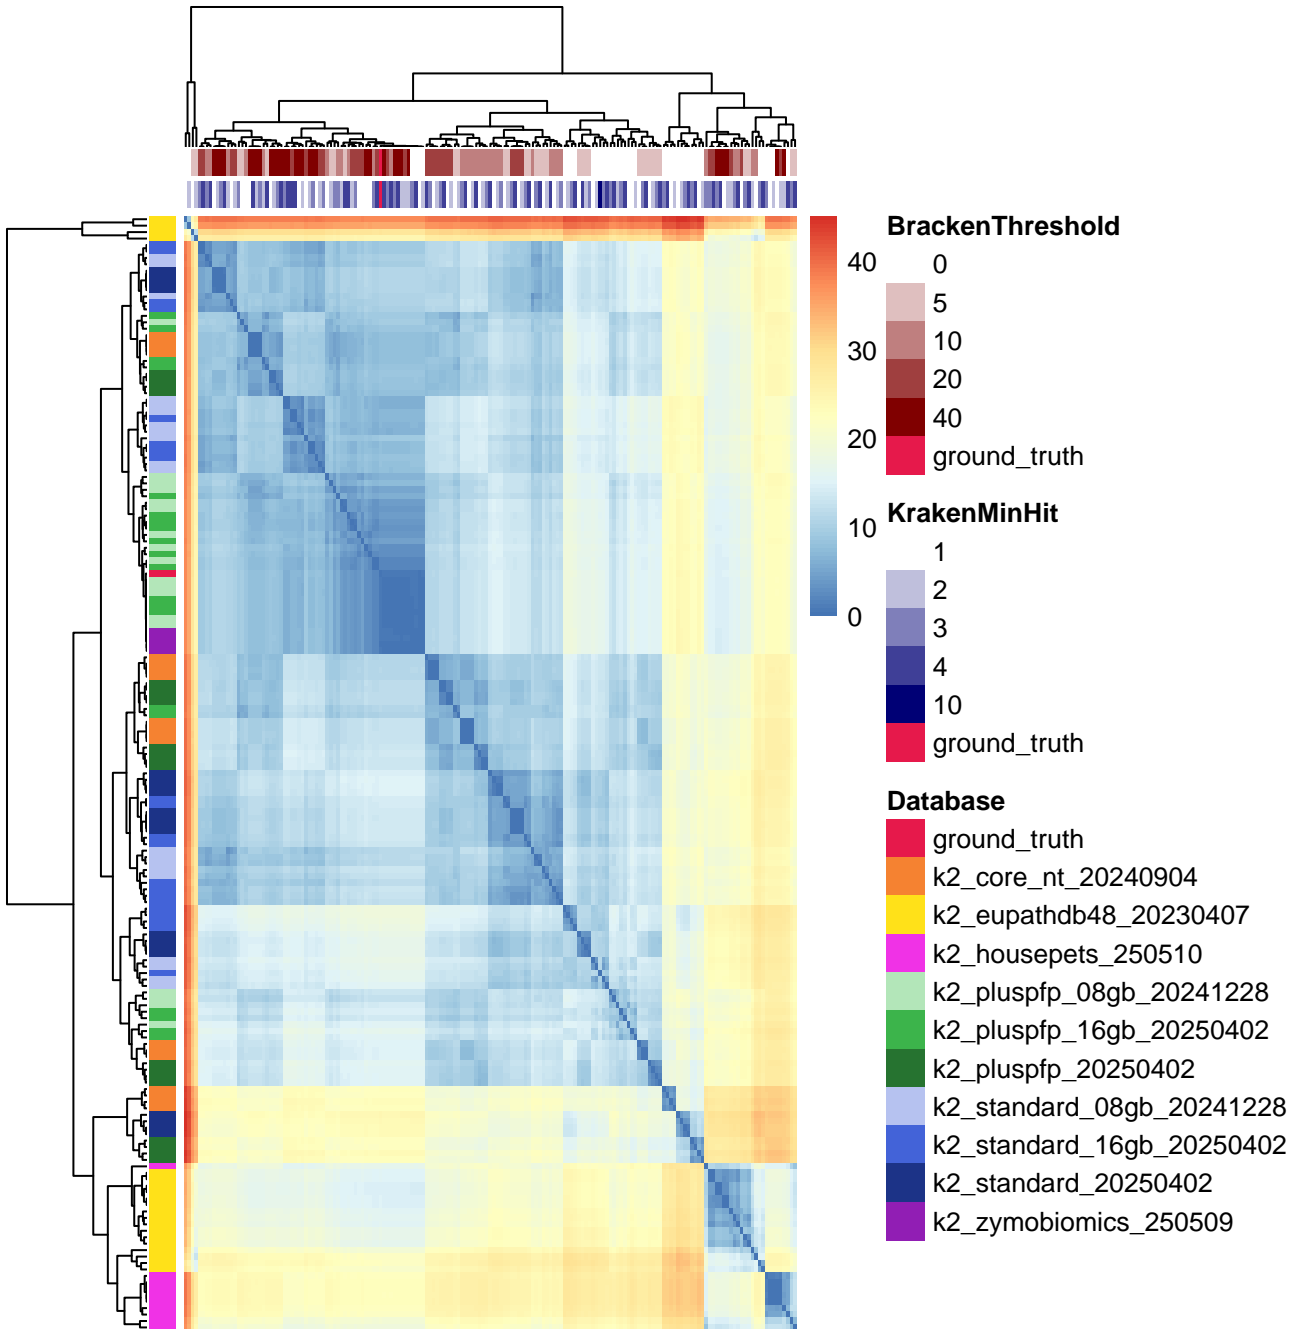 40
30
20
10
0
BrackenThreshold
0
5
10
20
40
ground_truth
KrakenMinHit
1
2
3
4
10
ground_truth
Database
ground_truth
k2_core_nt_20240904
k2_eupathdb48_20230407
k2_housepets_250510
k2_pluspfp_08gb_20241228
k2_pluspfp_16gb_20250402
k2_pluspfp_20250402
k2_standard_08gb_20241228
k2_standard_16gb_20250402
k2_standard_20250402
k2_zymobiomics_250509